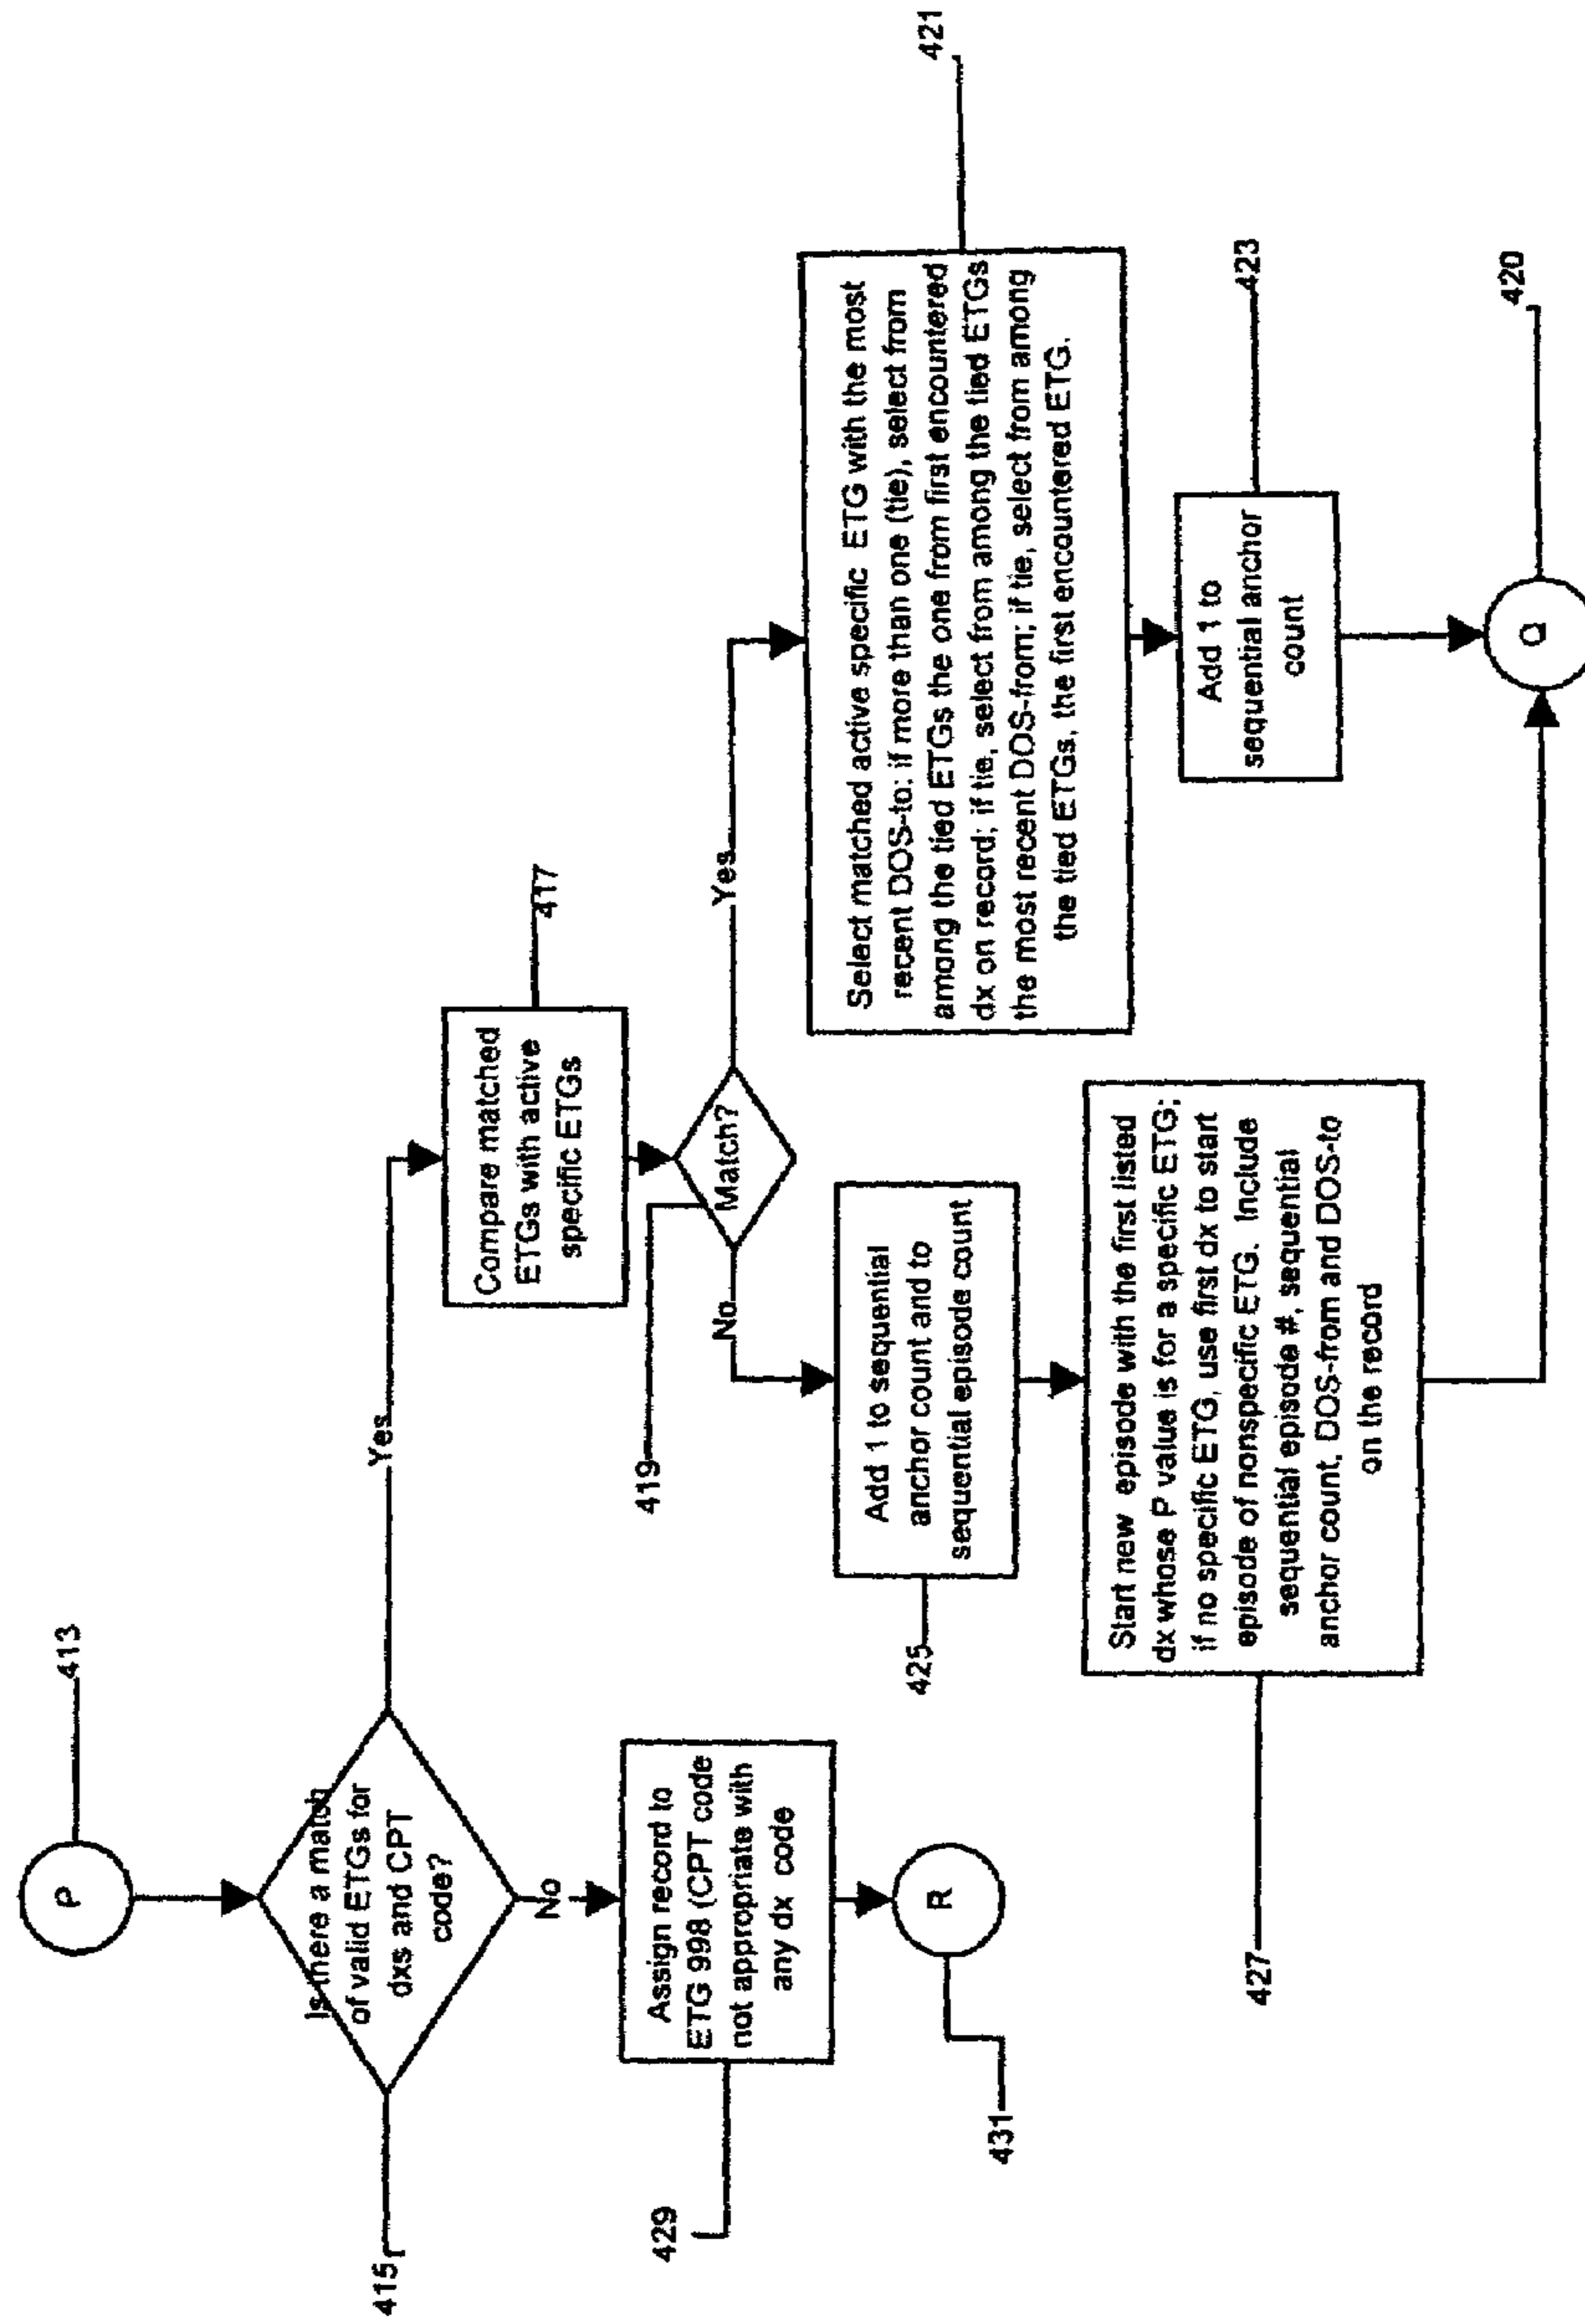 P
413
Is there a match
of valid ETGs for
dxs and CPT
code?
415
Yes
No
Compare matched
ETGs with active
specific ETGs
417
Match?
419
Yes
No
Assign record to
ETG 998 (CPT code
not appropriate with
any dx code
429
R
431
Add 1 to sequential
anchor count and to
sequential episode count
425
Select matched active specific ETG with the most
recent DOS-to; if more than one (tie), select from
among the tied ETGs the one from first encountered
dx on record; if tie, select from among the tied ETGs
the most recent DOS-from; if tie, select from among
the tied ETGs, the first encountered ETG.
421
Add 1 to
sequential anchor
count
423
Start new episode with the first listed
dx whose P value is for a specific ETG;
if no specific ETG, use first dx to start
episode of nonspecific ETG. Include
sequential episode #, sequential
anchor count, DOS-from and DOS-to
on the record
427
Q
420